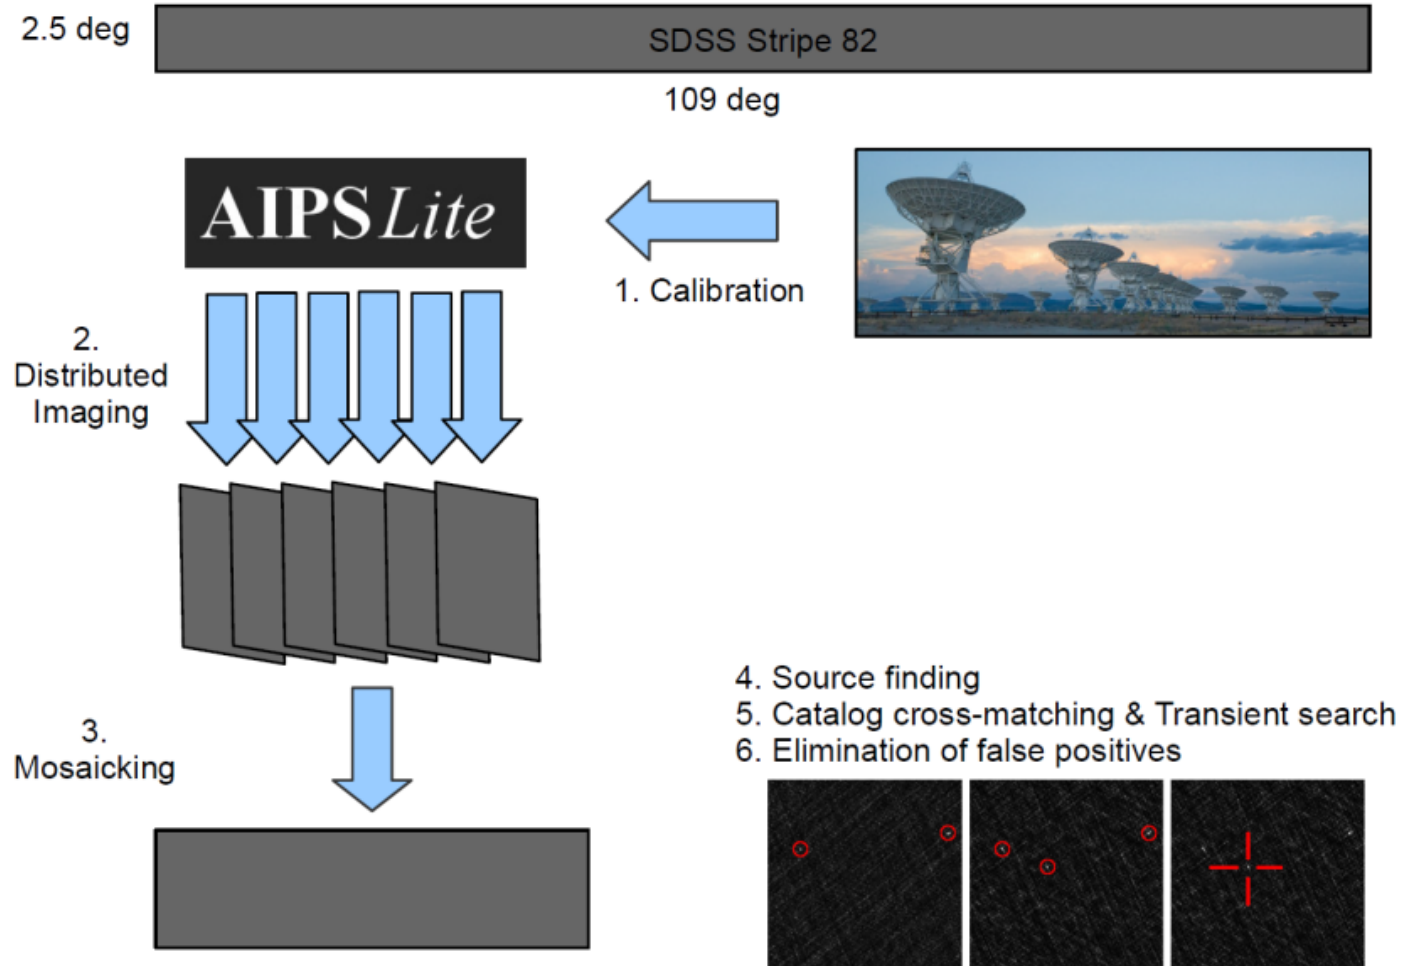 2.5 deg
SDSS Stripe 82
109 deg
AIPS Lite
1. Calibration
2.
Distributed
Imaging
3.
Mosaicking
4. Source finding
5. Catalog cross-matching & Transient search
6. Elimination of false positives